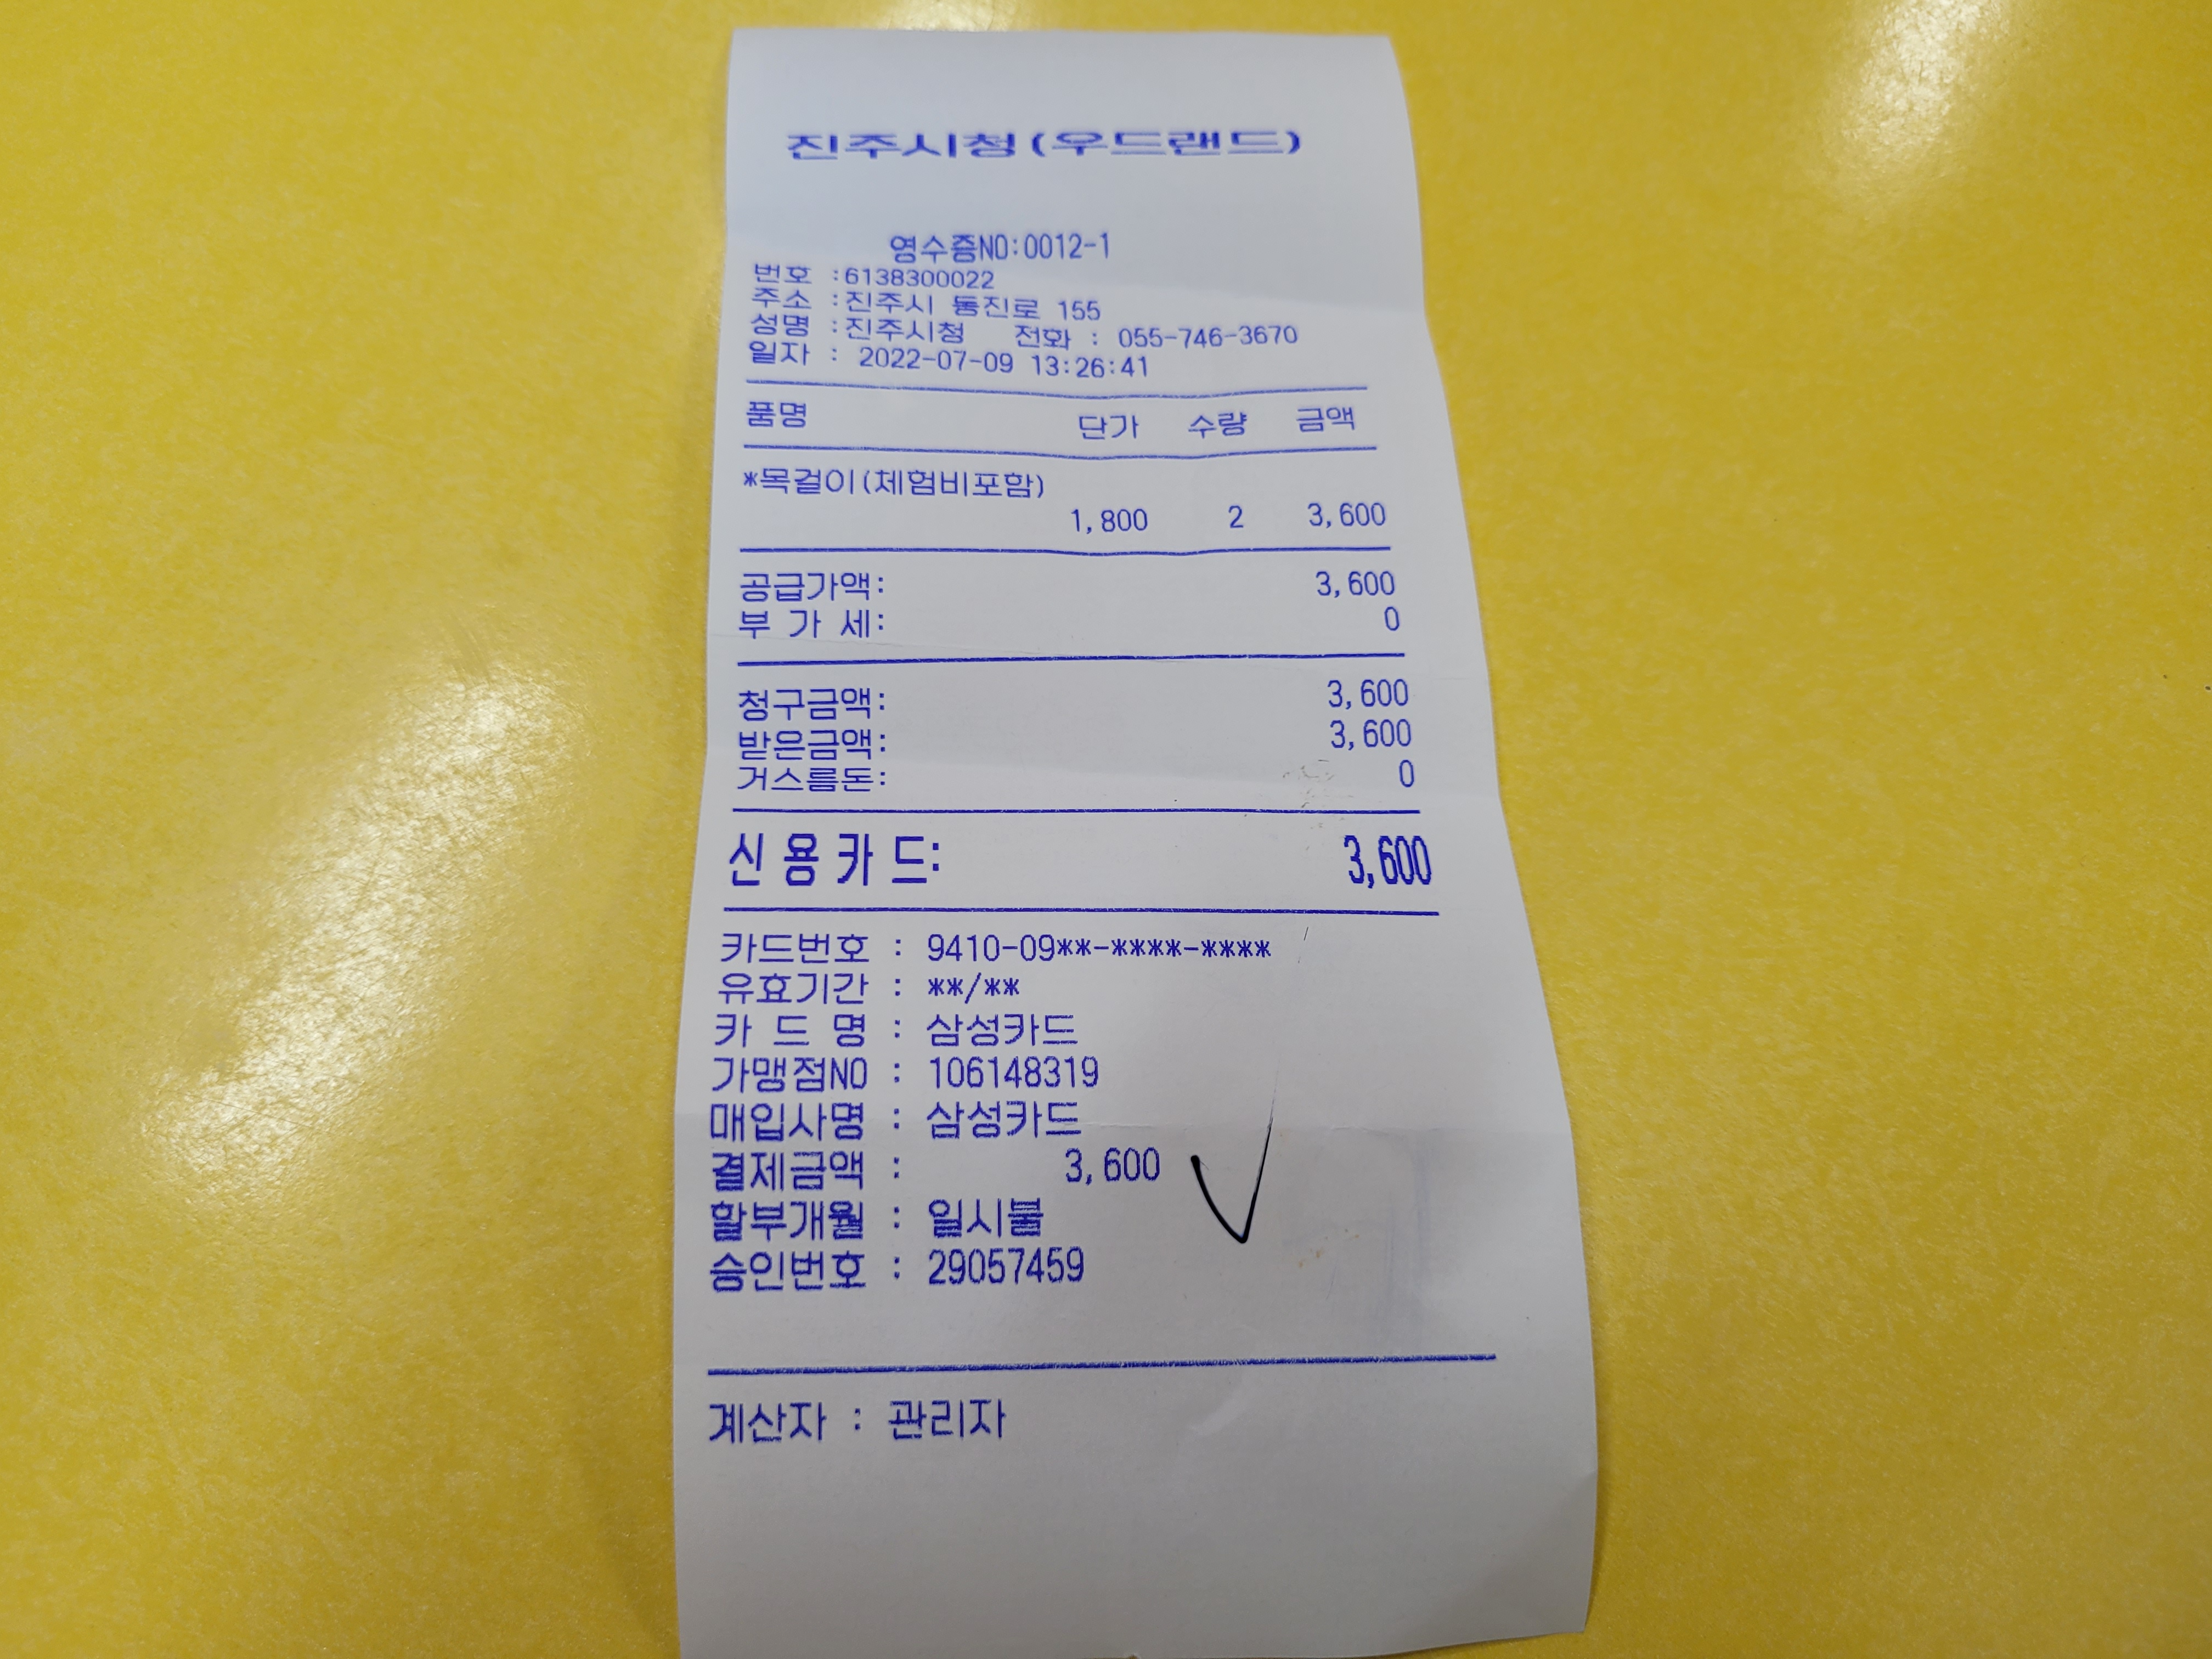 진주시청(우드랜드)
영수증NO:0012-1
번호 :6138300022
주소 :진주시 동진로 155
성명 :진주시청 전화 : 055-746-3670
일자 : 2022-07-09 13:26:41
품명 단가 수량 금액
*목걸이(체험비포함)
1,800 2 3,600
공급가액: 3,600
부 가 세: 0
청구금액: 3,600
받은금액: 3,600
거스름돈: 0
신용카드: 3,600
카드번호 : 9410-09**-****-****
유효기간 : **/**
카 드 명 : 삼성카드
가맹점NO : 106148319
매입사명 : 삼성카드
결제금액 : 3,600
할부개월 : 일시불
승인번호 : 29057459
계산자 : 관리자